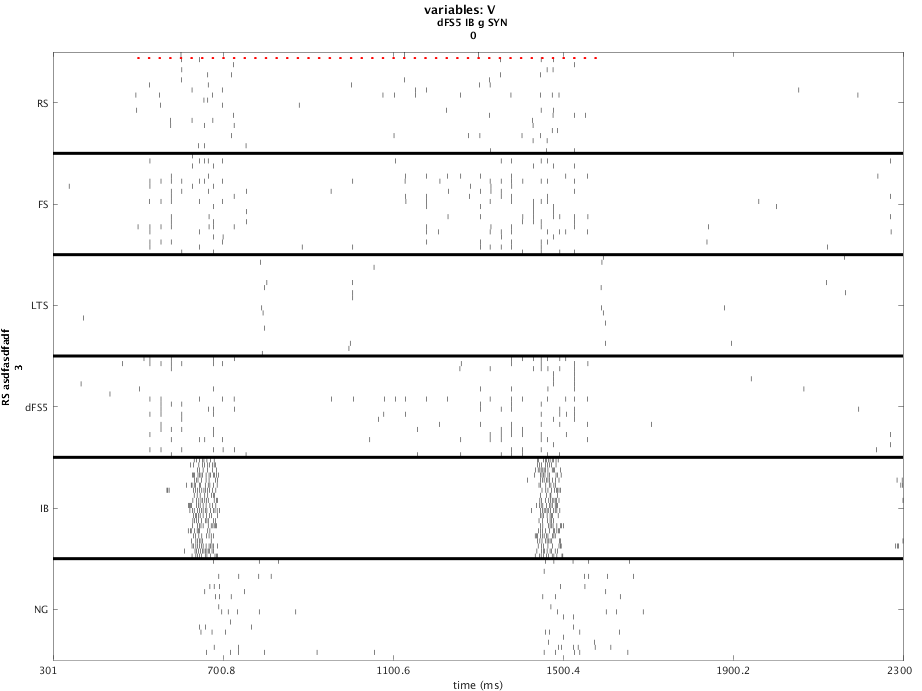 variables: V
dFS5 IB g SYN
0
RS
FS
LTS
RS asdfasdfadf
3
dFS5
IB
NG
301 700.8 1100.6 1500.4 1900.2 2300
time (ms)